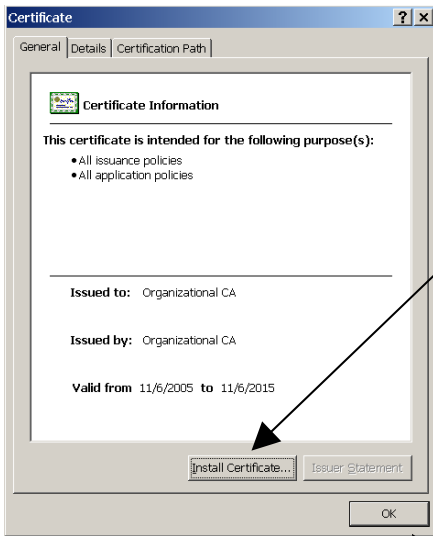 Certificate
General Details Certification Path
Certificate Information
This certificate is intended for the following purpose(s):
•All issuance policies
•All application policies
Issued to: Organizational CA
Issued by: Organizational CA
Valid from 11/6/2005 to 11/6/2015
Install Certificate... Issuer Statement
OK